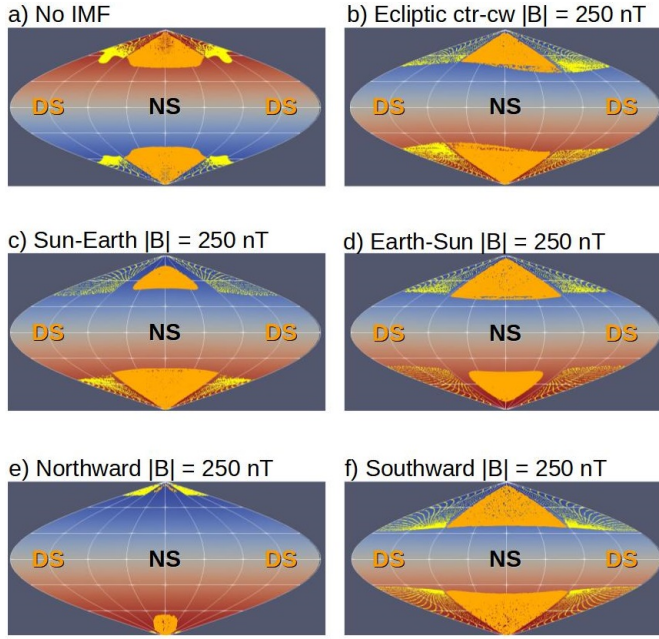 a) No IMF
b) Ecliptic ctr-cw |B| = 250 nT
DS NS DS
DS NS DS
c) Sun-Earth |B| = 250 nT
d) Earth-Sun |B| = 250 nT
DS NS DS
DS NS DS
e) Northward |B| = 250 nT
f) Southward |B| = 250 nT
DS NS DS
DS NS DS